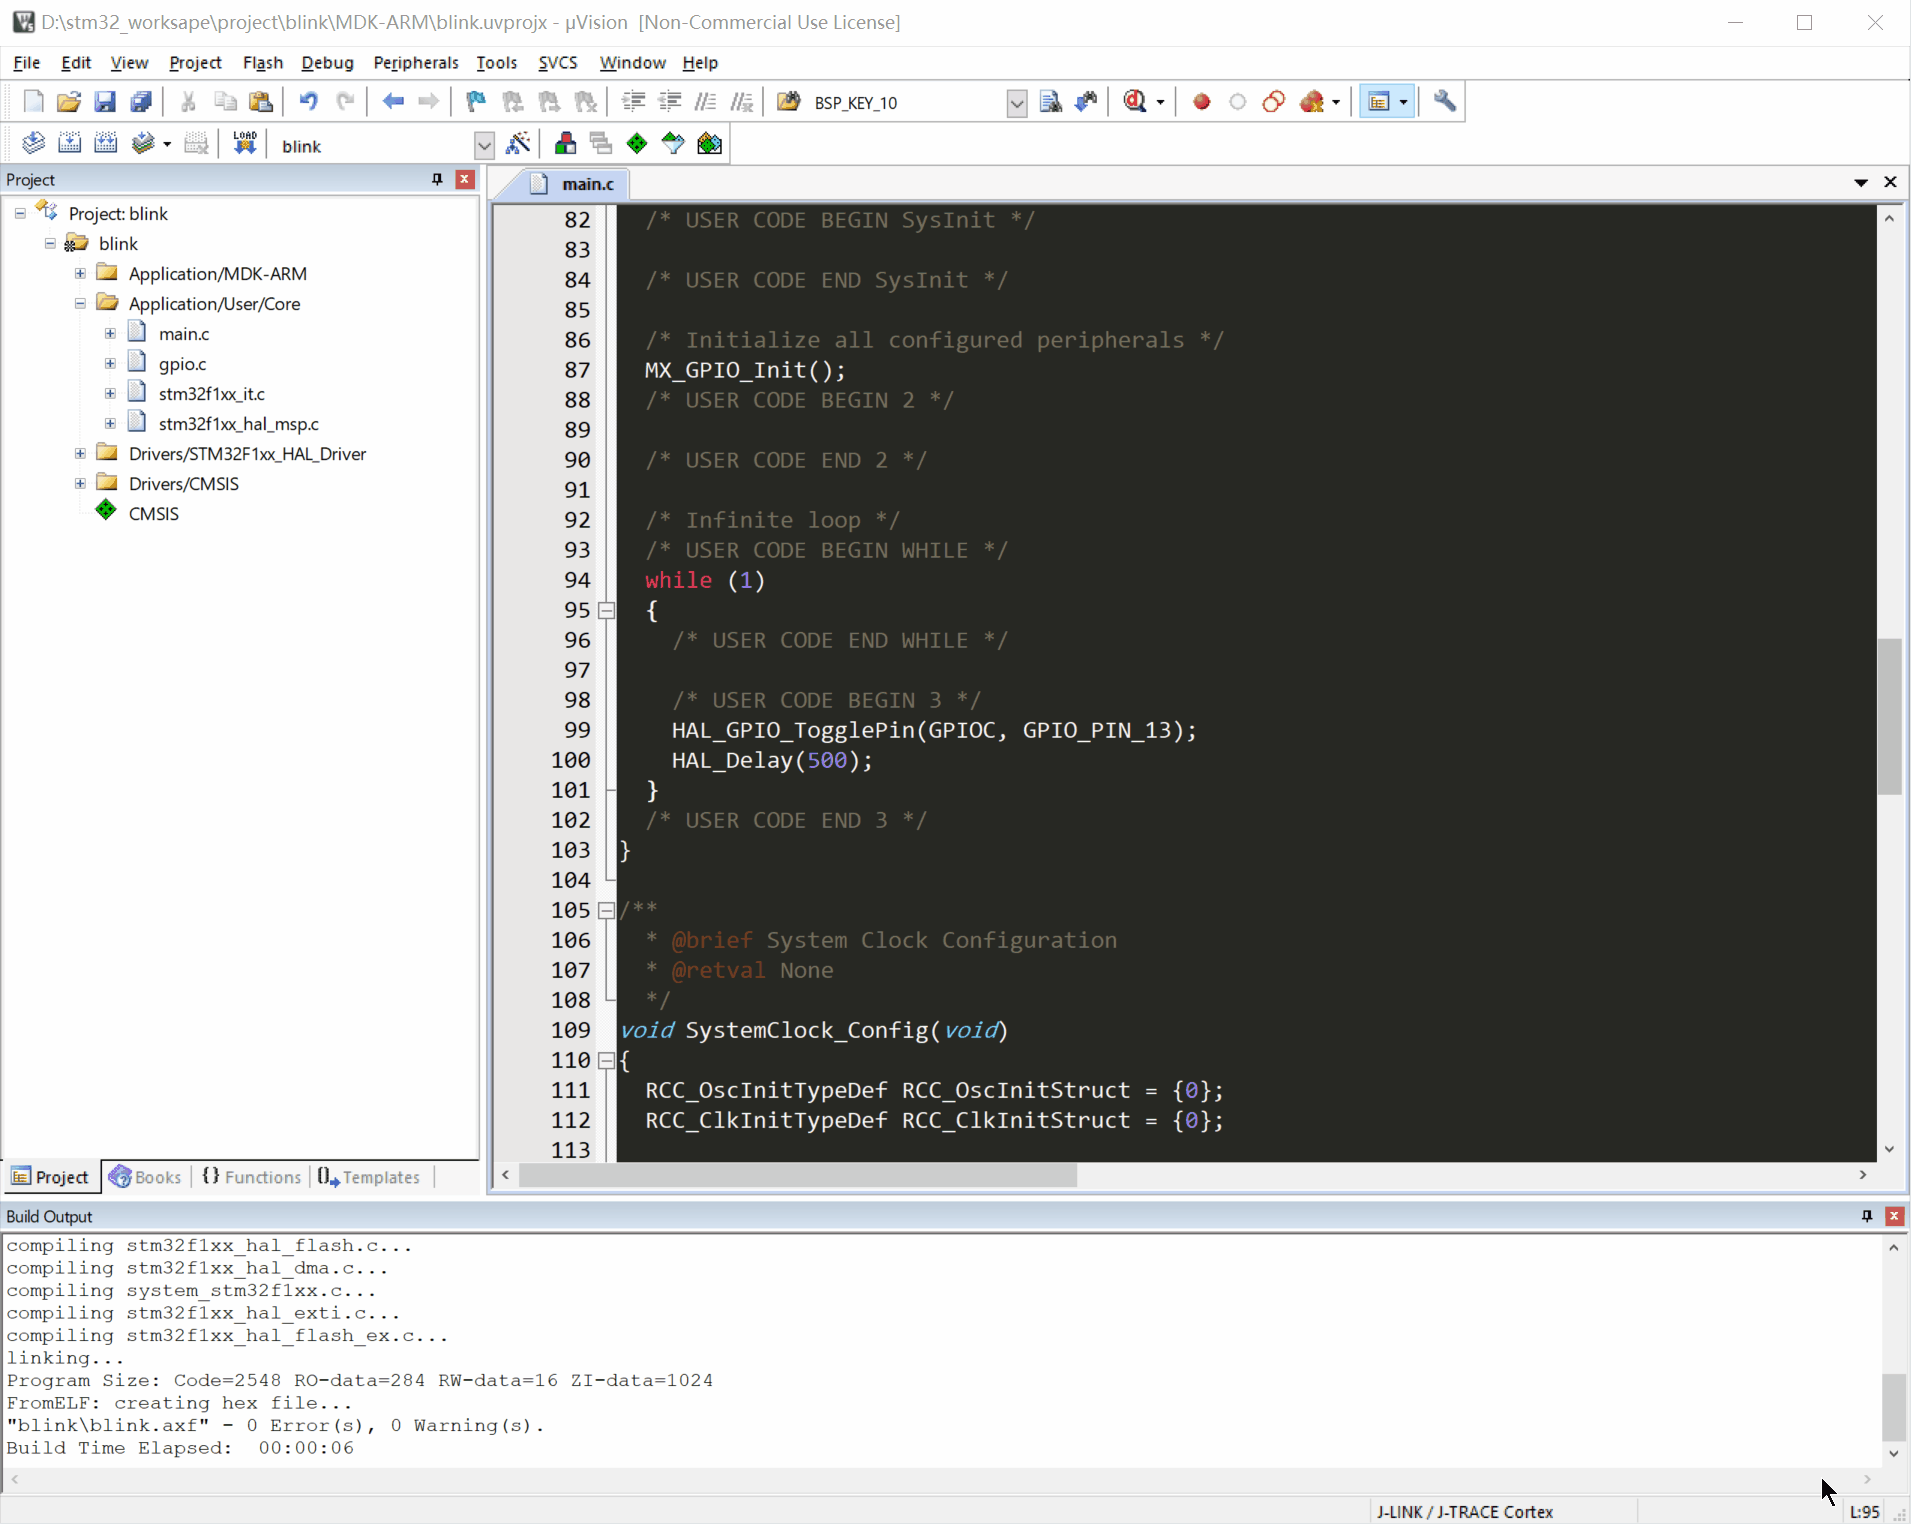 D:\stm32_worksape\project\blink\MDK-ARM\blink.uvprojx - µVision  [Non-Commercial Use License]
File Edit View Project Flash Debug Peripherals Tools SVCS Window Help
BSP_KEY_10
LOAD
blink
Project
main.c
Project: blink
blink
Application/MDK-ARM
Application/User/Core
main.c
gpio.c
stm32f1xx_it.c
stm32f1xx_hal_msp.c
Drivers/STM32F1xx_HAL_Driver
Drivers/CMSIS
CMSIS
82 /* USER CODE BEGIN SysInit */
83
84 /* USER CODE END SysInit */
85
86 /* Initialize all configured peripherals */
87 MX_GPIO_Init();
88 /* USER CODE BEGIN 2 */
89
90 /* USER CODE END 2 */
91
92 /* Infinite loop */
93 /* USER CODE BEGIN WHILE */
94 while (1)
95 {
96 /* USER CODE END WHILE */
97
98 /* USER CODE BEGIN 3 */
99 HAL_GPIO_TogglePin(GPIOC, GPIO_PIN_13);
100 HAL_Delay(500);
101 }
102 /* USER CODE END 3 */
103 }
104
105 /**
106 * @brief System Clock Configuration
107 * @retval None
108 */
109 void SystemClock_Config(void)
110 {
111 RCC_OscInitTypeDef RCC_OscInitStruct = {0};
112 RCC_ClkInitTypeDef RCC_ClkInitStruct = {0};
113
Project Books {} Functions Templates
Build Output
compiling stm32f1xx_hal_flash.c...
compiling stm32f1xx_hal_dma.c...
compiling system_stm32f1xx.c...
compiling stm32f1xx_hal_exti.c...
compiling stm32f1xx_hal_flash_ex.c...
linking...
Program Size: Code=2548 RO-data=284 RW-data=16 ZI-data=1024
FromELF: creating hex file...
"blink\blink.axf" - 0 Error(s), 0 Warning(s).
Build Time Elapsed:  00:00:06
J-LINK / J-TRACE Cortex
L:95